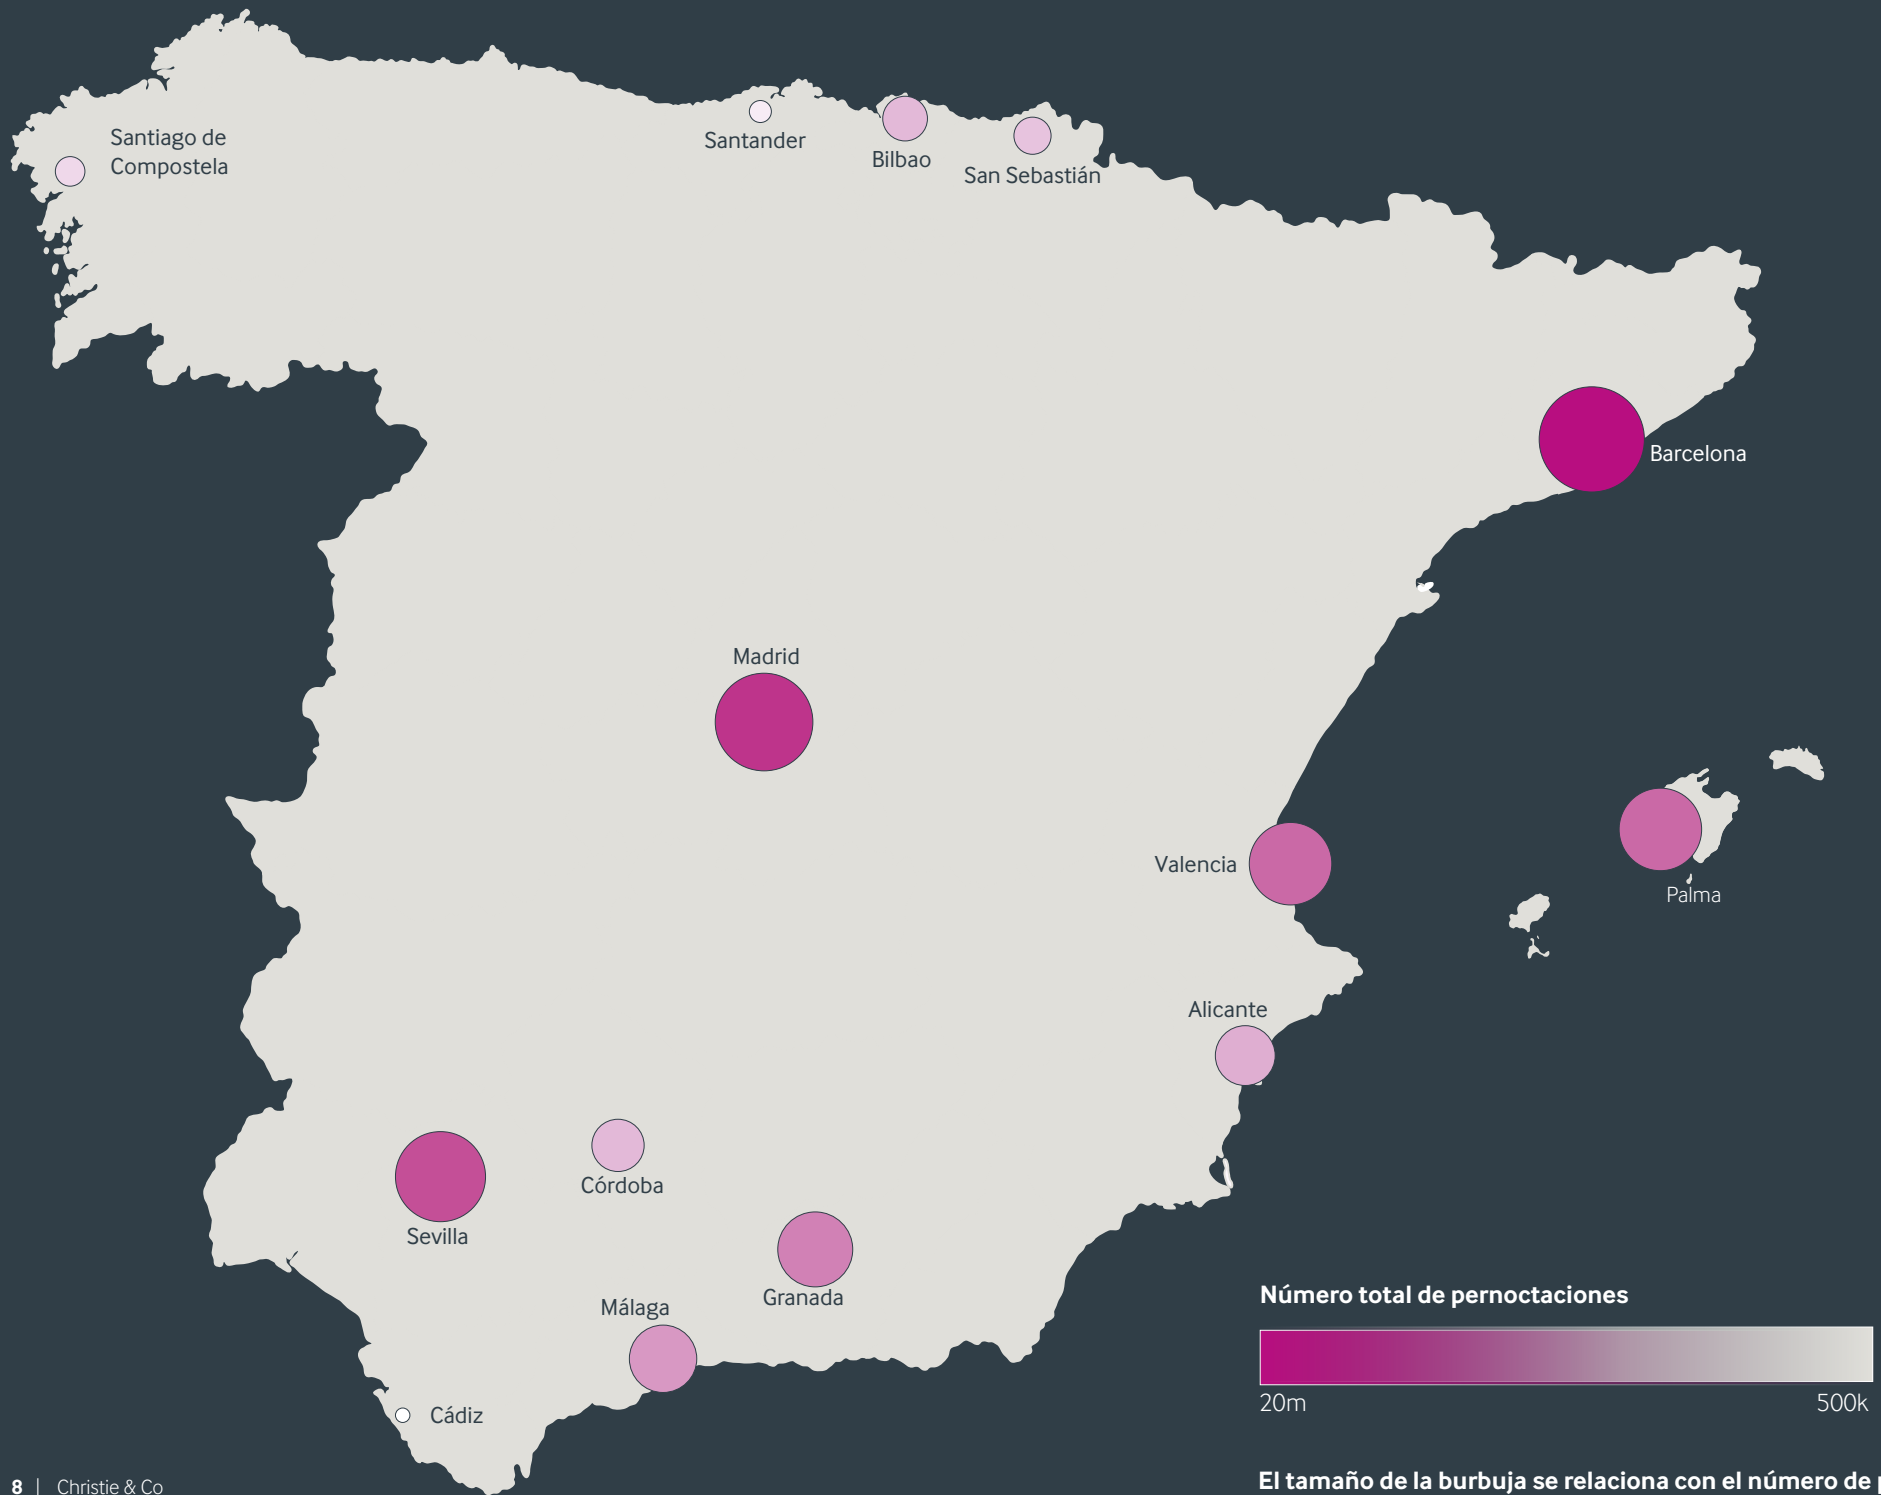 Santiago de
Compostela
Santander
Bilbao
San Sebastián
Barcelona
Madrid
Valencia
Palma
Alicante
Córdoba
Sevilla
Granada
Málaga
Cádiz
Número total de pernoctaciones
20m 500k
El tamaño de la burbuja se relaciona con el número de
8 | Christie & Co